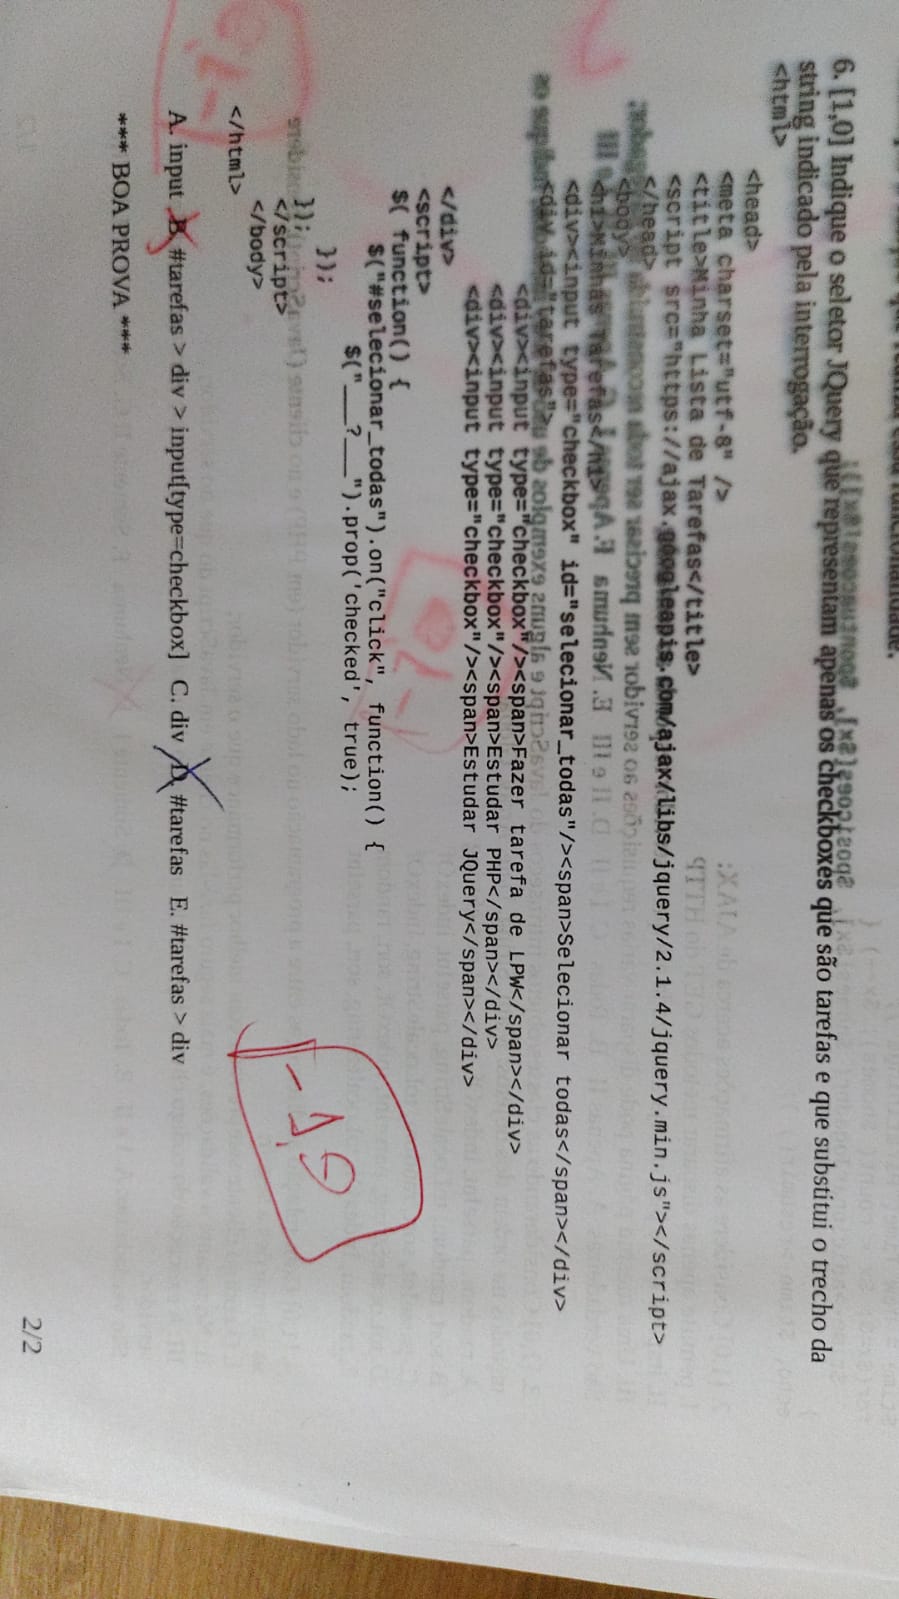 6. [1,0] Indique o seletor JQuery que representam apenas os checkboxes que são tarefas e que substitui o trecho da
string indicado pela interrogação.
<html>
<head>
<meta charset="utf-8" />
<title>Minha Lista de Tarefas</title>
<script src="https://ajax.googleapis.com/ajax/libs/jquery/2.1.4/jquery.min.js"></script>
</head>
<body>
<h1>Minhas Tarefas</h1>
<div><input type="checkbox" id="selecionar_todas"/><span>Selecionar todas</span></div>
<div id="tarefas">
<div><input type="checkbox"/><span>Fazer tarefa de LPW</span></div>
<div><input type="checkbox"/><span>Estudar PHP</span></div>
<div><input type="checkbox"/><span>Estudar JQuery</span></div>
</div>
<script>
$( function() {
$("#selecionar_todas").on("click", function() {
$("___?___").prop('checked', true);
});
});
</script>
</body>
</html>
A. input B. #tarefas > div > input[type=checkbox] C. div D. #tarefas E. #tarefas > div
*** BOA PROVA ***
-1,9
2/2